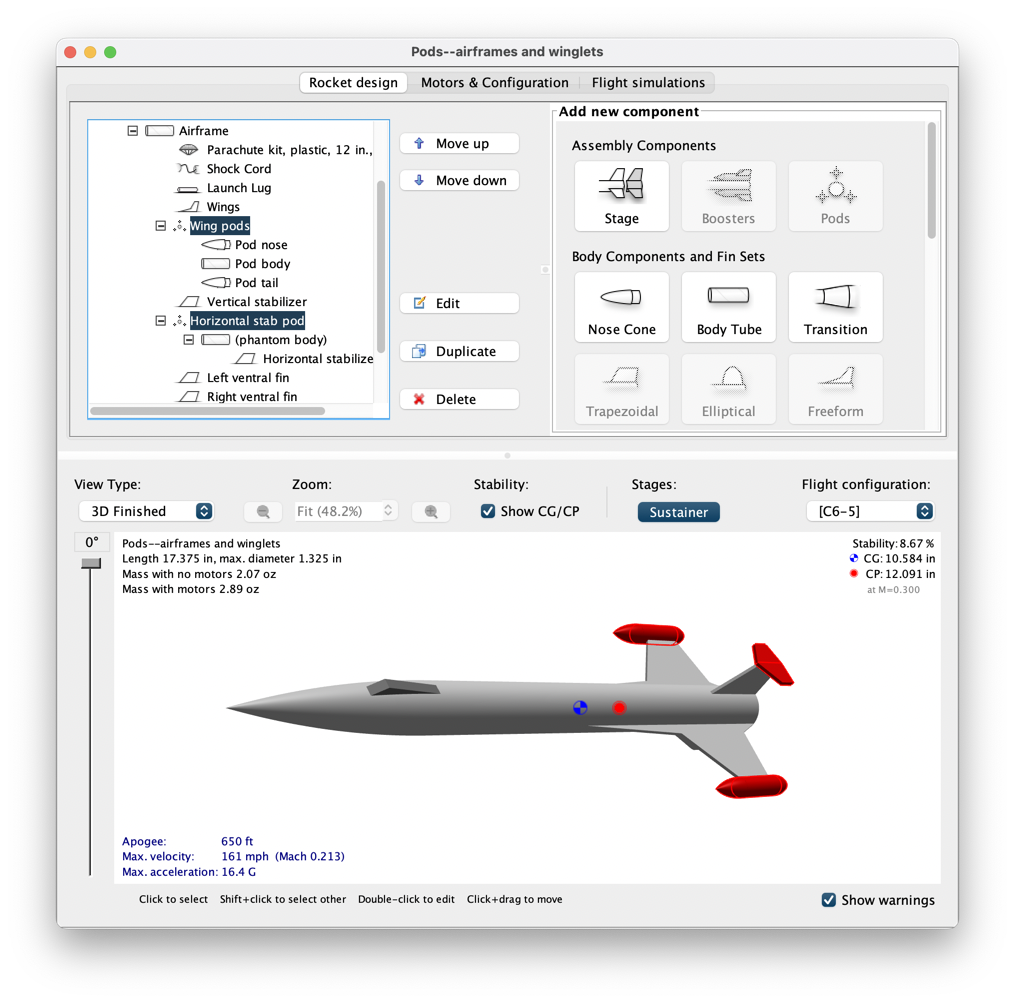 Pods--airframes and winglets
Rocket design Motors & Configuration Flight simulations
Airframe
Parachute kit, plastic, 12 in.,
Shock Cord
Launch Lug
Wings
Wing pods
Pod nose
Pod body
Pod tail
Vertical stabilizer
Horizontal stab pod
(phantom body)
Horizontal stabilize
Left ventral fin
Right ventral fin
Move up
Move down
Edit
Duplicate
Delete
Add new component
Assembly Components
Stage Boosters Pods
Body Components and Fin Sets
Nose Cone Body Tube Transition
Trapezoidal Elliptical Freeform
View Type: Zoom: Stability: Stages: Flight configuration:
3D Finished Fit (48.2%) Show CG/CP Sustainer [C6-5]
0°
Pods--airframes and winglets
Length 17.375 in, max. diameter 1.325 in
Mass with no motors 2.07 oz
Mass with motors 2.89 oz
Stability: 8.67 %
CG: 10.584 in
CP: 12.091 in
at M=0.300
Apogee: 650 ft
Max. velocity: 161 mph (Mach 0.213)
Max. acceleration: 16.4 G
Click to select Shift+click to select other Double-click to edit Click+drag to move
Show warnings